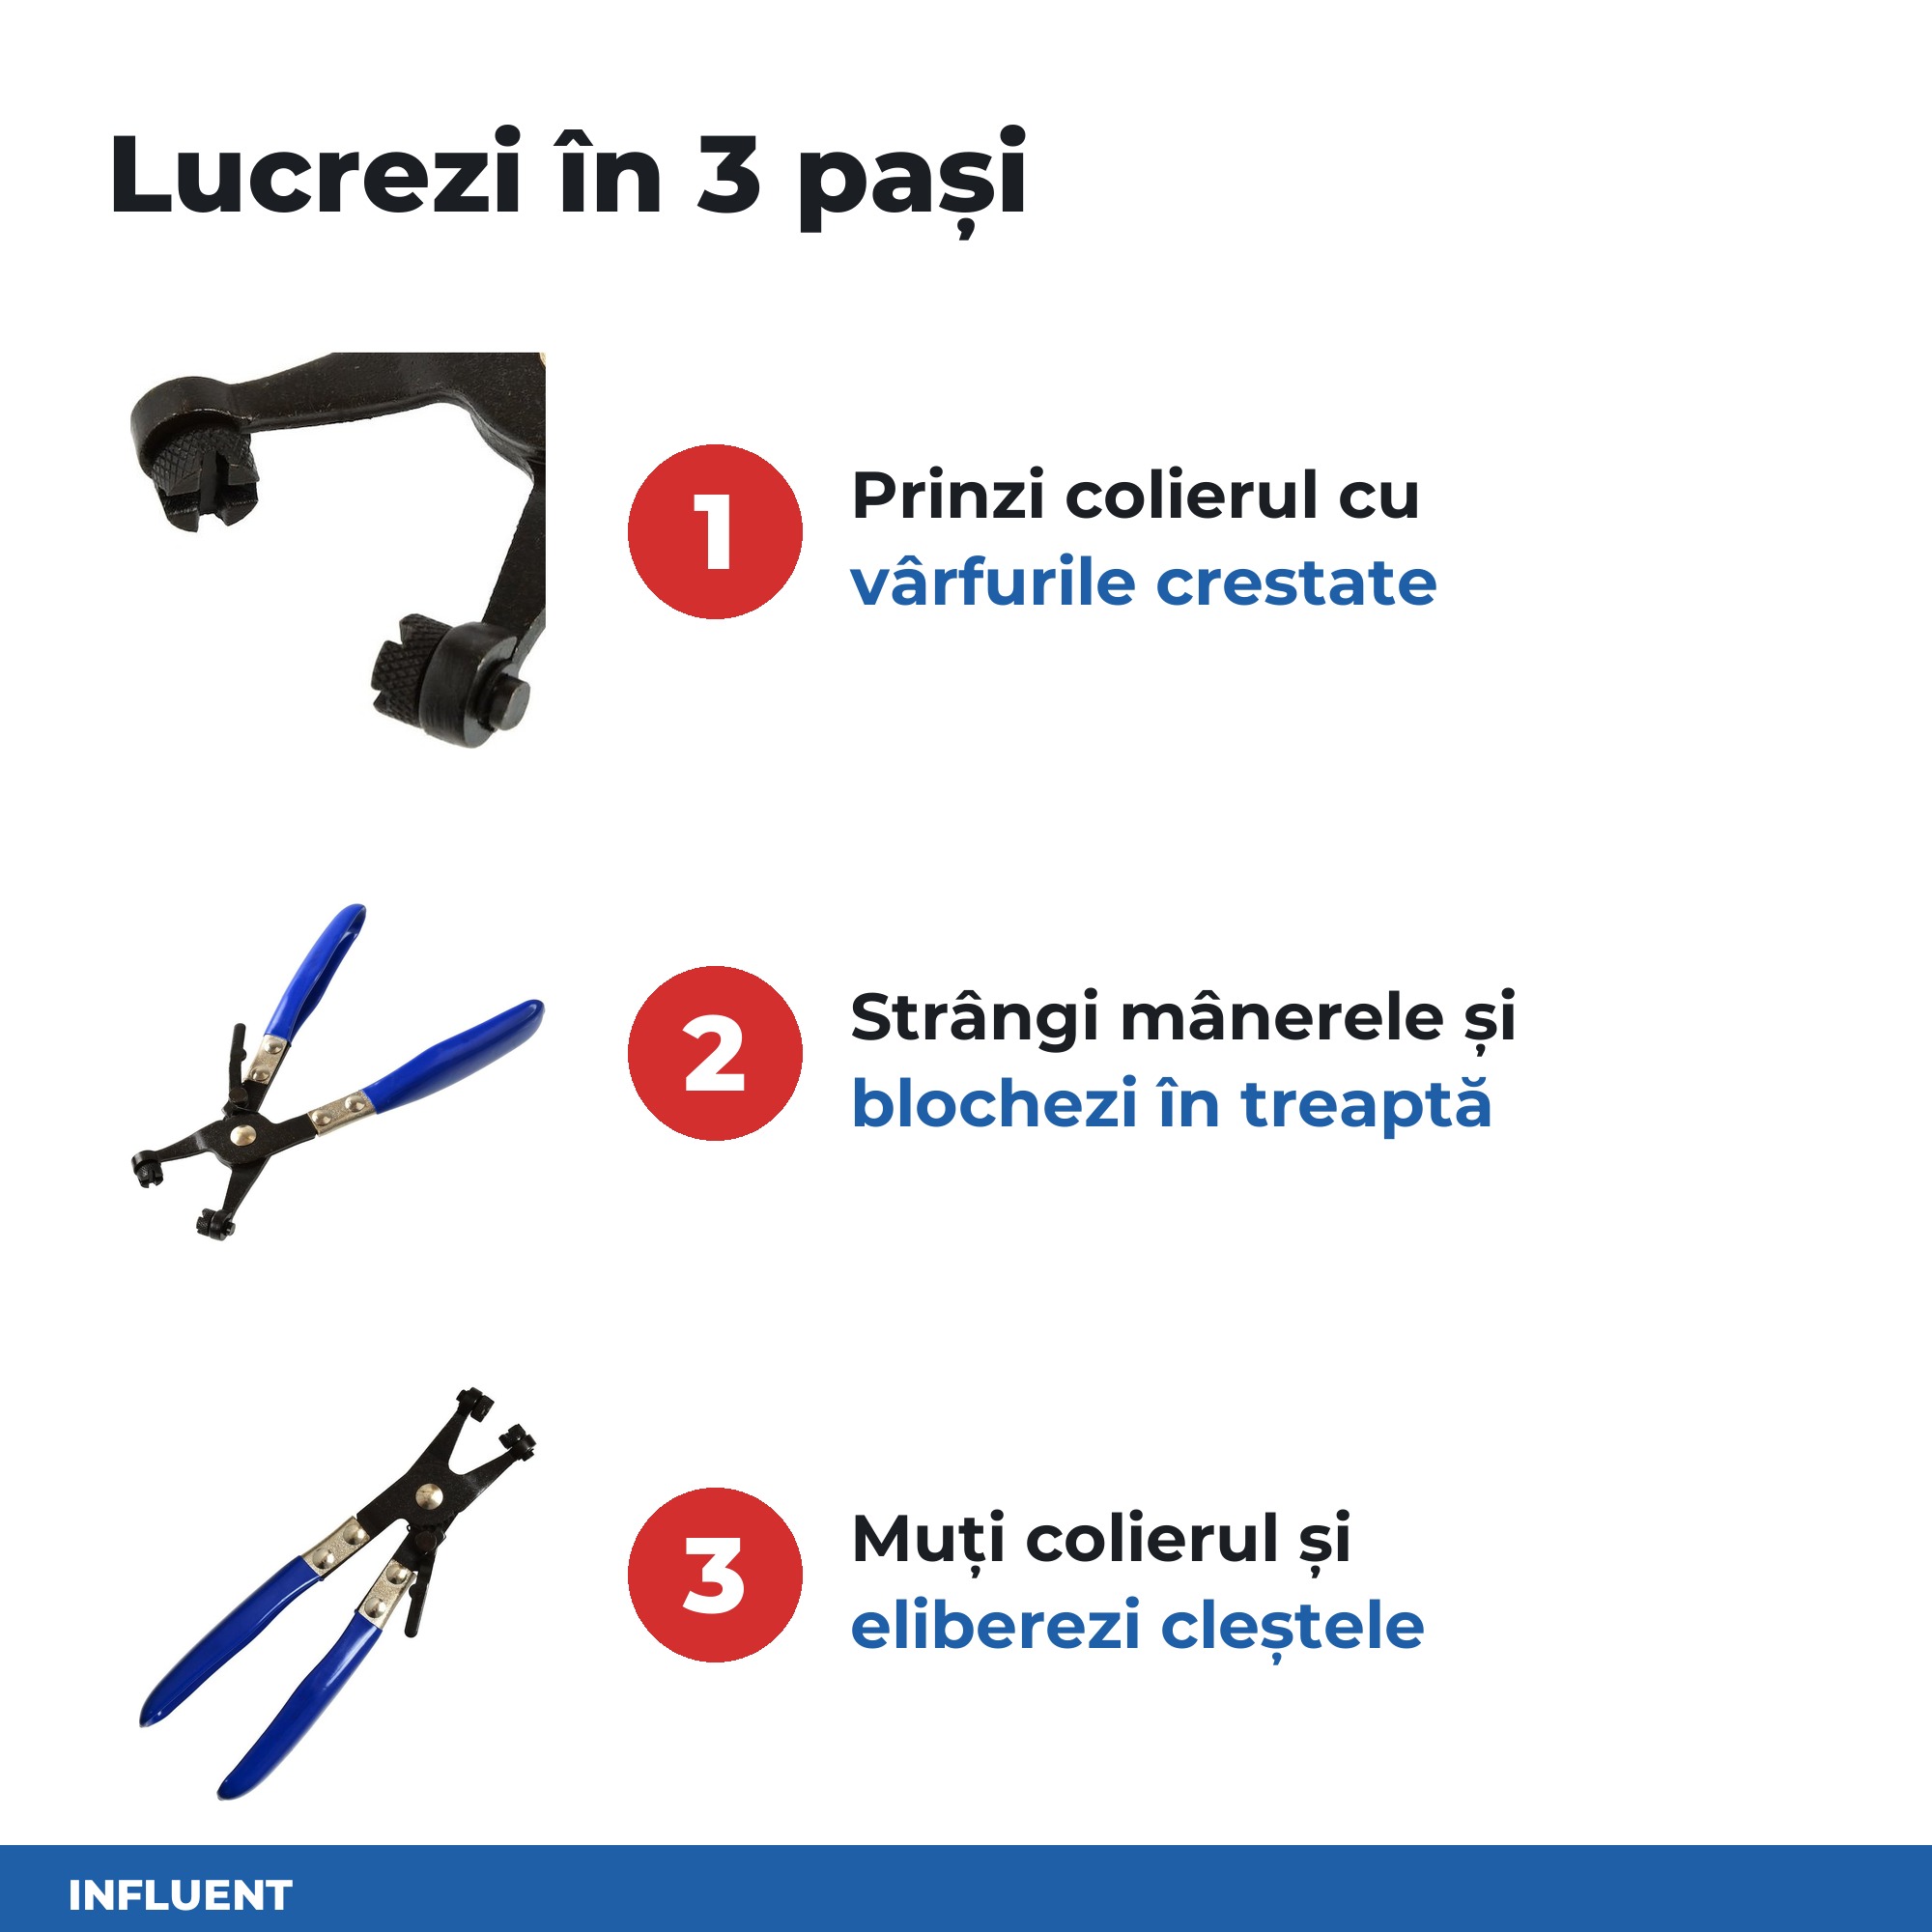 Lucrezi în 3 pași
1
Prinzi colierul cu
vârfurile crestate
2
Strângi mânerele și
blochezi în treaptă
3
Muți colierul și
eliberezi cleștele
INFLUENT